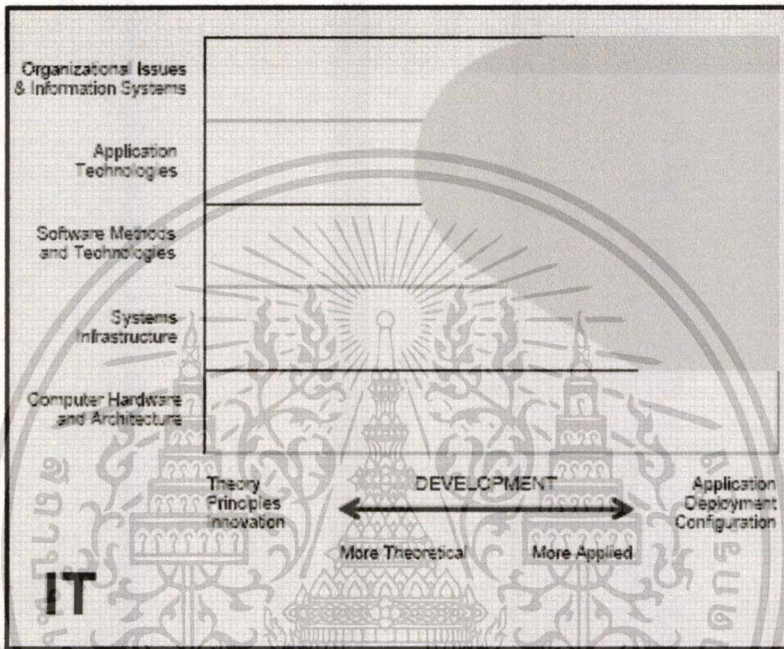 Organizational Issues
& Information Systems
Application
Technologies
Software Methods
and Technologies
Systems
Infrastructure
Computer Hardware
and Architecture
Theory
Principles
Innovation
DEVELOPMENT
Application
Deployment
Configuration
More Theoretical
More Applied
IT